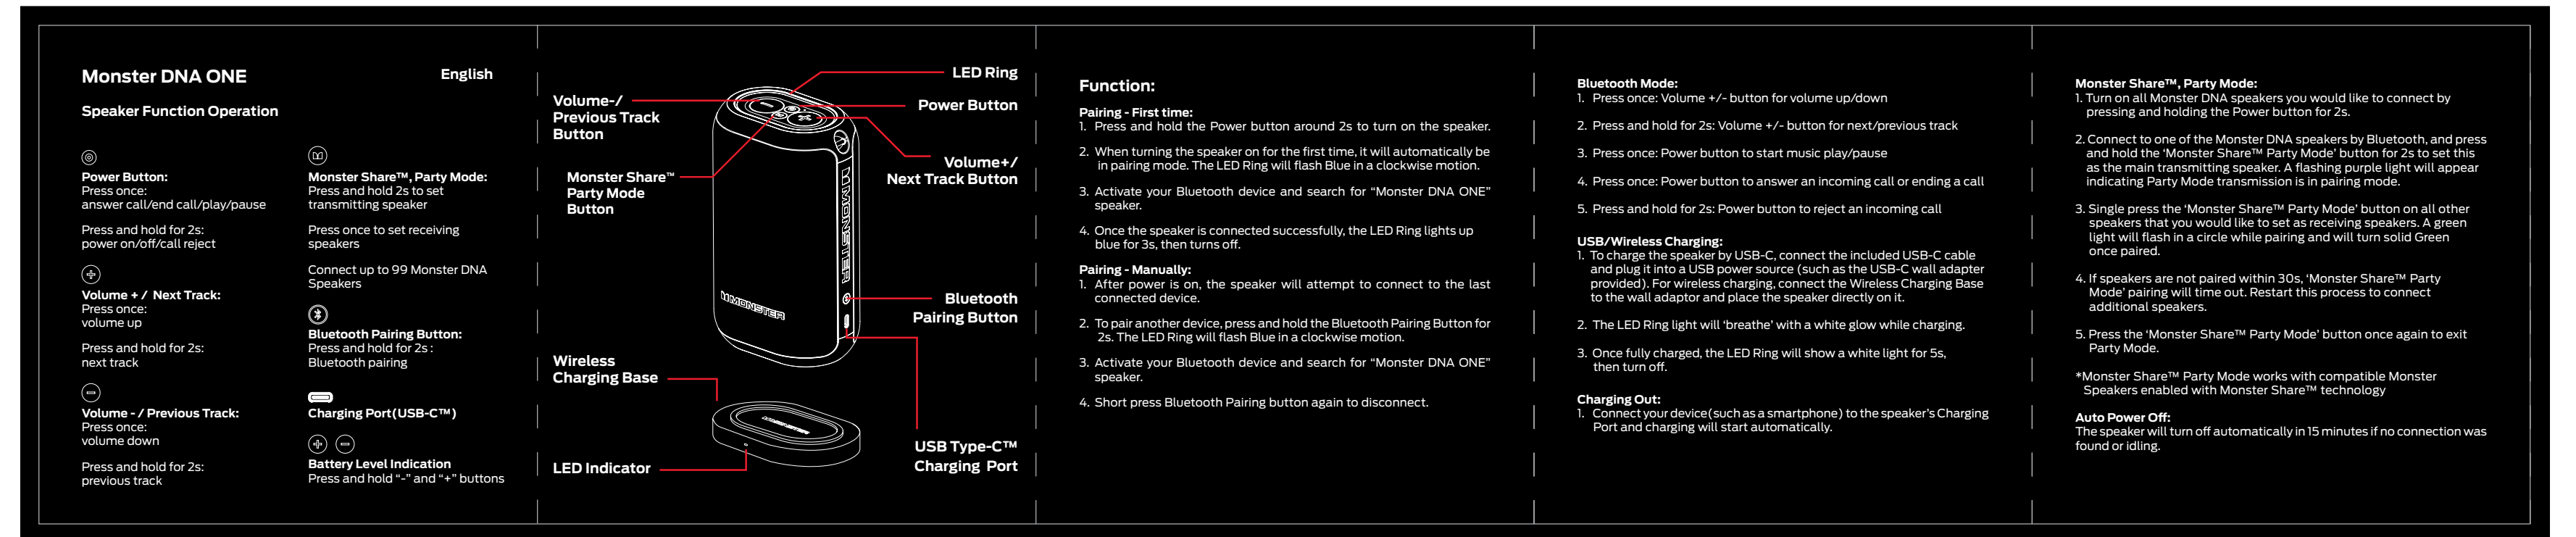 Monster DNA ONE
English
Speaker Function Operation
Power Button:
Press once:
answer call/end call/play/pause
Press and hold for 2s:
power on/off/call reject
Volume + / Next Track:
Press once:
volume up
Press and hold for 2s:
next track
Volume - / Previous Track:
Press once:
volume down
Press and hold for 2s:
previous track
Monster Share™, Party Mode:
Press and hold 2s to set
transmitting speaker
Press once to set receiving
speakers
Connect up to 99 Monster DNA
Speakers
Bluetooth Pairing Button:
Press and hold for 2s :
Bluetooth pairing
Charging Port(USB-C™)
Battery Level Indication
Press and hold “-” and “+” buttons
LED Ring
Volume-/
Previous Track
Button
Power Button
Volume+/
Next Track Button
Monster Share™
Party Mode
Button
MONSTER
MONSTER
Bluetooth
Pairing Button
Wireless
Charging Base
MONSTER
USB Type-C™
Charging Port
LED Indicator
Function:
Pairing - First time:
1. Press and hold the Power button around 2s to turn on the speaker.
2. When turning the speaker on for the first time, it will automatically be
in pairing mode. The LED Ring will flash Blue in a clockwise motion.
3. Activate your Bluetooth device and search for “Monster DNA ONE”
speaker.
4. Once the speaker is connected successfully, the LED Ring lights up
blue for 3s, then turns off.
Pairing - Manually:
1. After power is on, the speaker will attempt to connect to the last
connected device.
2. To pair another device, press and hold the Bluetooth Pairing Button for
2s. The LED Ring will flash Blue in a clockwise motion.
3. Activate your Bluetooth device and search for “Monster DNA ONE”
speaker.
4. Short press Bluetooth Pairing button again to disconnect.
Bluetooth Mode:
1. Press once: Volume +/- button for volume up/down
2. Press and hold for 2s: Volume +/- button for next/previous track
3. Press once: Power button to start music play/pause
4. Press once: Power button to answer an incoming call or ending a call
5. Press and hold for 2s: Power button to reject an incoming call
USB/Wireless Charging:
1. To charge the speaker by USB-C, connect the included USB-C cable
and plug it into a USB power source (such as the USB-C wall adapter
provided). For wireless charging, connect the Wireless Charging Base
to the wall adaptor and place the speaker directly on it.
2. The LED Ring light will ‘breathe’ with a white glow while charging.
3. Once fully charged, the LED Ring will show a white light for 5s,
then turn off.
Charging Out:
1. Connect your device(such as a smartphone) to the speaker’s Charging
Port and charging will start automatically.
Monster Share™, Party Mode:
1. Turn on all Monster DNA speakers you would like to connect by
pressing and holding the Power button for 2s.
2. Connect to one of the Monster DNA speakers by Bluetooth, and press
and hold the ‘Monster Share™ Party Mode’ button for 2s to set this
as the main transmitting speaker. A flashing purple light will appear
indicating Party Mode transmission is in pairing mode.
3. Single press the ‘Monster Share™ Party Mode’ button on all other
speakers that you would like to set as receiving speakers. A green
light will flash in a circle while pairing and will turn solid Green
once paired.
4. If speakers are not paired within 30s, ‘Monster Share™ Party
Mode’ pairing will time out. Restart this process to connect
additional speakers.
5. Press the ‘Monster Share™ Party Mode’ button once again to exit
Party Mode.
*Monster Share™ Party Mode works with compatible Monster
Speakers enabled with Monster Share™ technology
Auto Power Off:
The speaker will turn off automatically in 15 minutes if no connection was
found or idling.